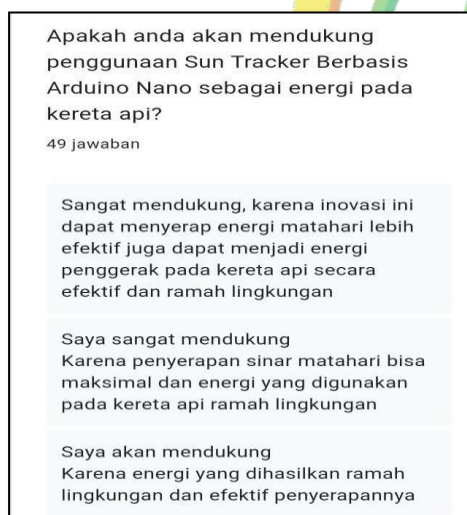 Apakah anda akan mendukung
penggunaan Sun Tracker Berbasis
Arduino Nano sebagai energi pada
kereta api?
49 jawaban
Sangat mendukung, karena inovasi ini
dapat menyerap energi matahari lebih
efektif juga dapat menjadi energi
penggerak pada kereta api secara
efektif dan ramah lingkungan
Saya sangat mendukung
Karena penyerapan sinar matahari bisa
maksimal dan energi yang digunakan
pada kereta api ramah lingkungan
Saya akan mendukung
Karena energi yang dihasilkan ramah
lingkungan dan efektif penyerapannya